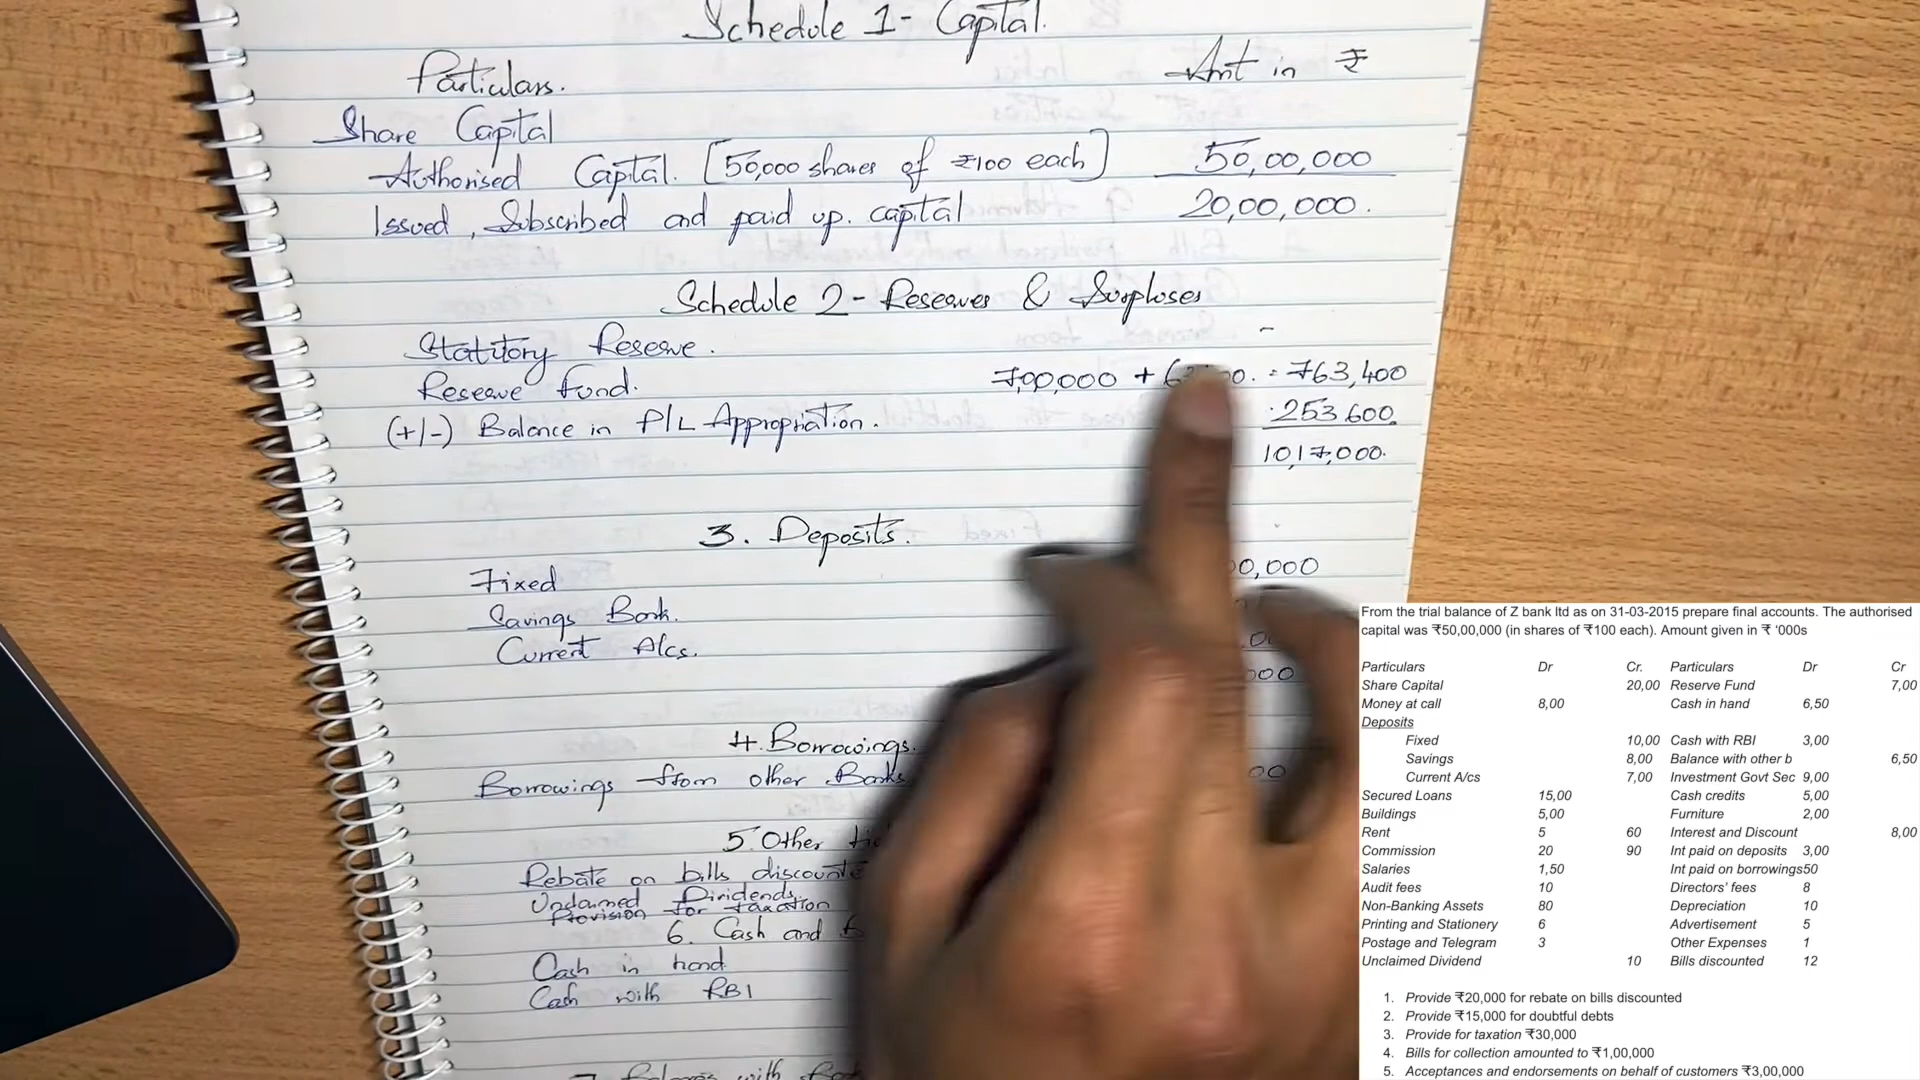 Schedule 1- Capital.
Particulars. Amt in ₹
Share Capital
Authorised Capital. [50,000 shares of ₹100 each] 50,00,000
Issued, Subscribed and paid up. capital 20,00,000.
Schedule 2- Reserves & Surpluses
Statutory Reserve. -
Reserve Fund. 7,00,000 + = 763,400
(+/-) Balance in P/L Appropriation. 253,600.
10,17,000.
3. Deposits.
Fixed
Savings Book.
Current A/cs.
4. Borrowings.
Borrowings from other Banks
5. Other
Rebate on bills
Unclaimed Dividends.
Provision for taxation
6. Cash and
Cash in hand
Cash with RBI
From the trial balance of Z bank ltd as on 31-03-2015 prepare final accounts. The authorised
capital was ₹50,00,000 (in shares of ₹100 each). Amount given in ₹ '000s
Particulars Dr Cr. Particulars Dr Cr
Share Capital 20,00 Reserve Fund 7,00
Money at call 8,00 Cash in hand 6,50
Deposits
Fixed 10,00 Cash with RBI 3,00
Savings 8,00 Balance with other b 6,50
Current A/cs 7,00 Investment Govt Sec 9,00
Secured Loans 15,00 Cash credits 5,00
Buildings 5,00 Furniture 2,00
Rent 5 60 Interest and Discount 8,00
Commission 20 90 Int paid on deposits 3,00
Salaries 1,50 Int paid on borrowings50
Audit fees 10 Directors' fees 8
Non-Banking Assets 80 Depreciation 10
Printing and Stationery 6 Advertisement 5
Postage and Telegram 3 Other Expenses 1
Unclaimed Dividend 10 Bills discounted 12
1. Provide ₹20,000 for rebate on bills discounted
2. Provide ₹15,000 for doubtful debts
3. Provide for taxation ₹30,000
4. Bills for collection amounted to ₹1,00,000
5. Acceptances and endorsements on behalf of customers ₹3,00,000